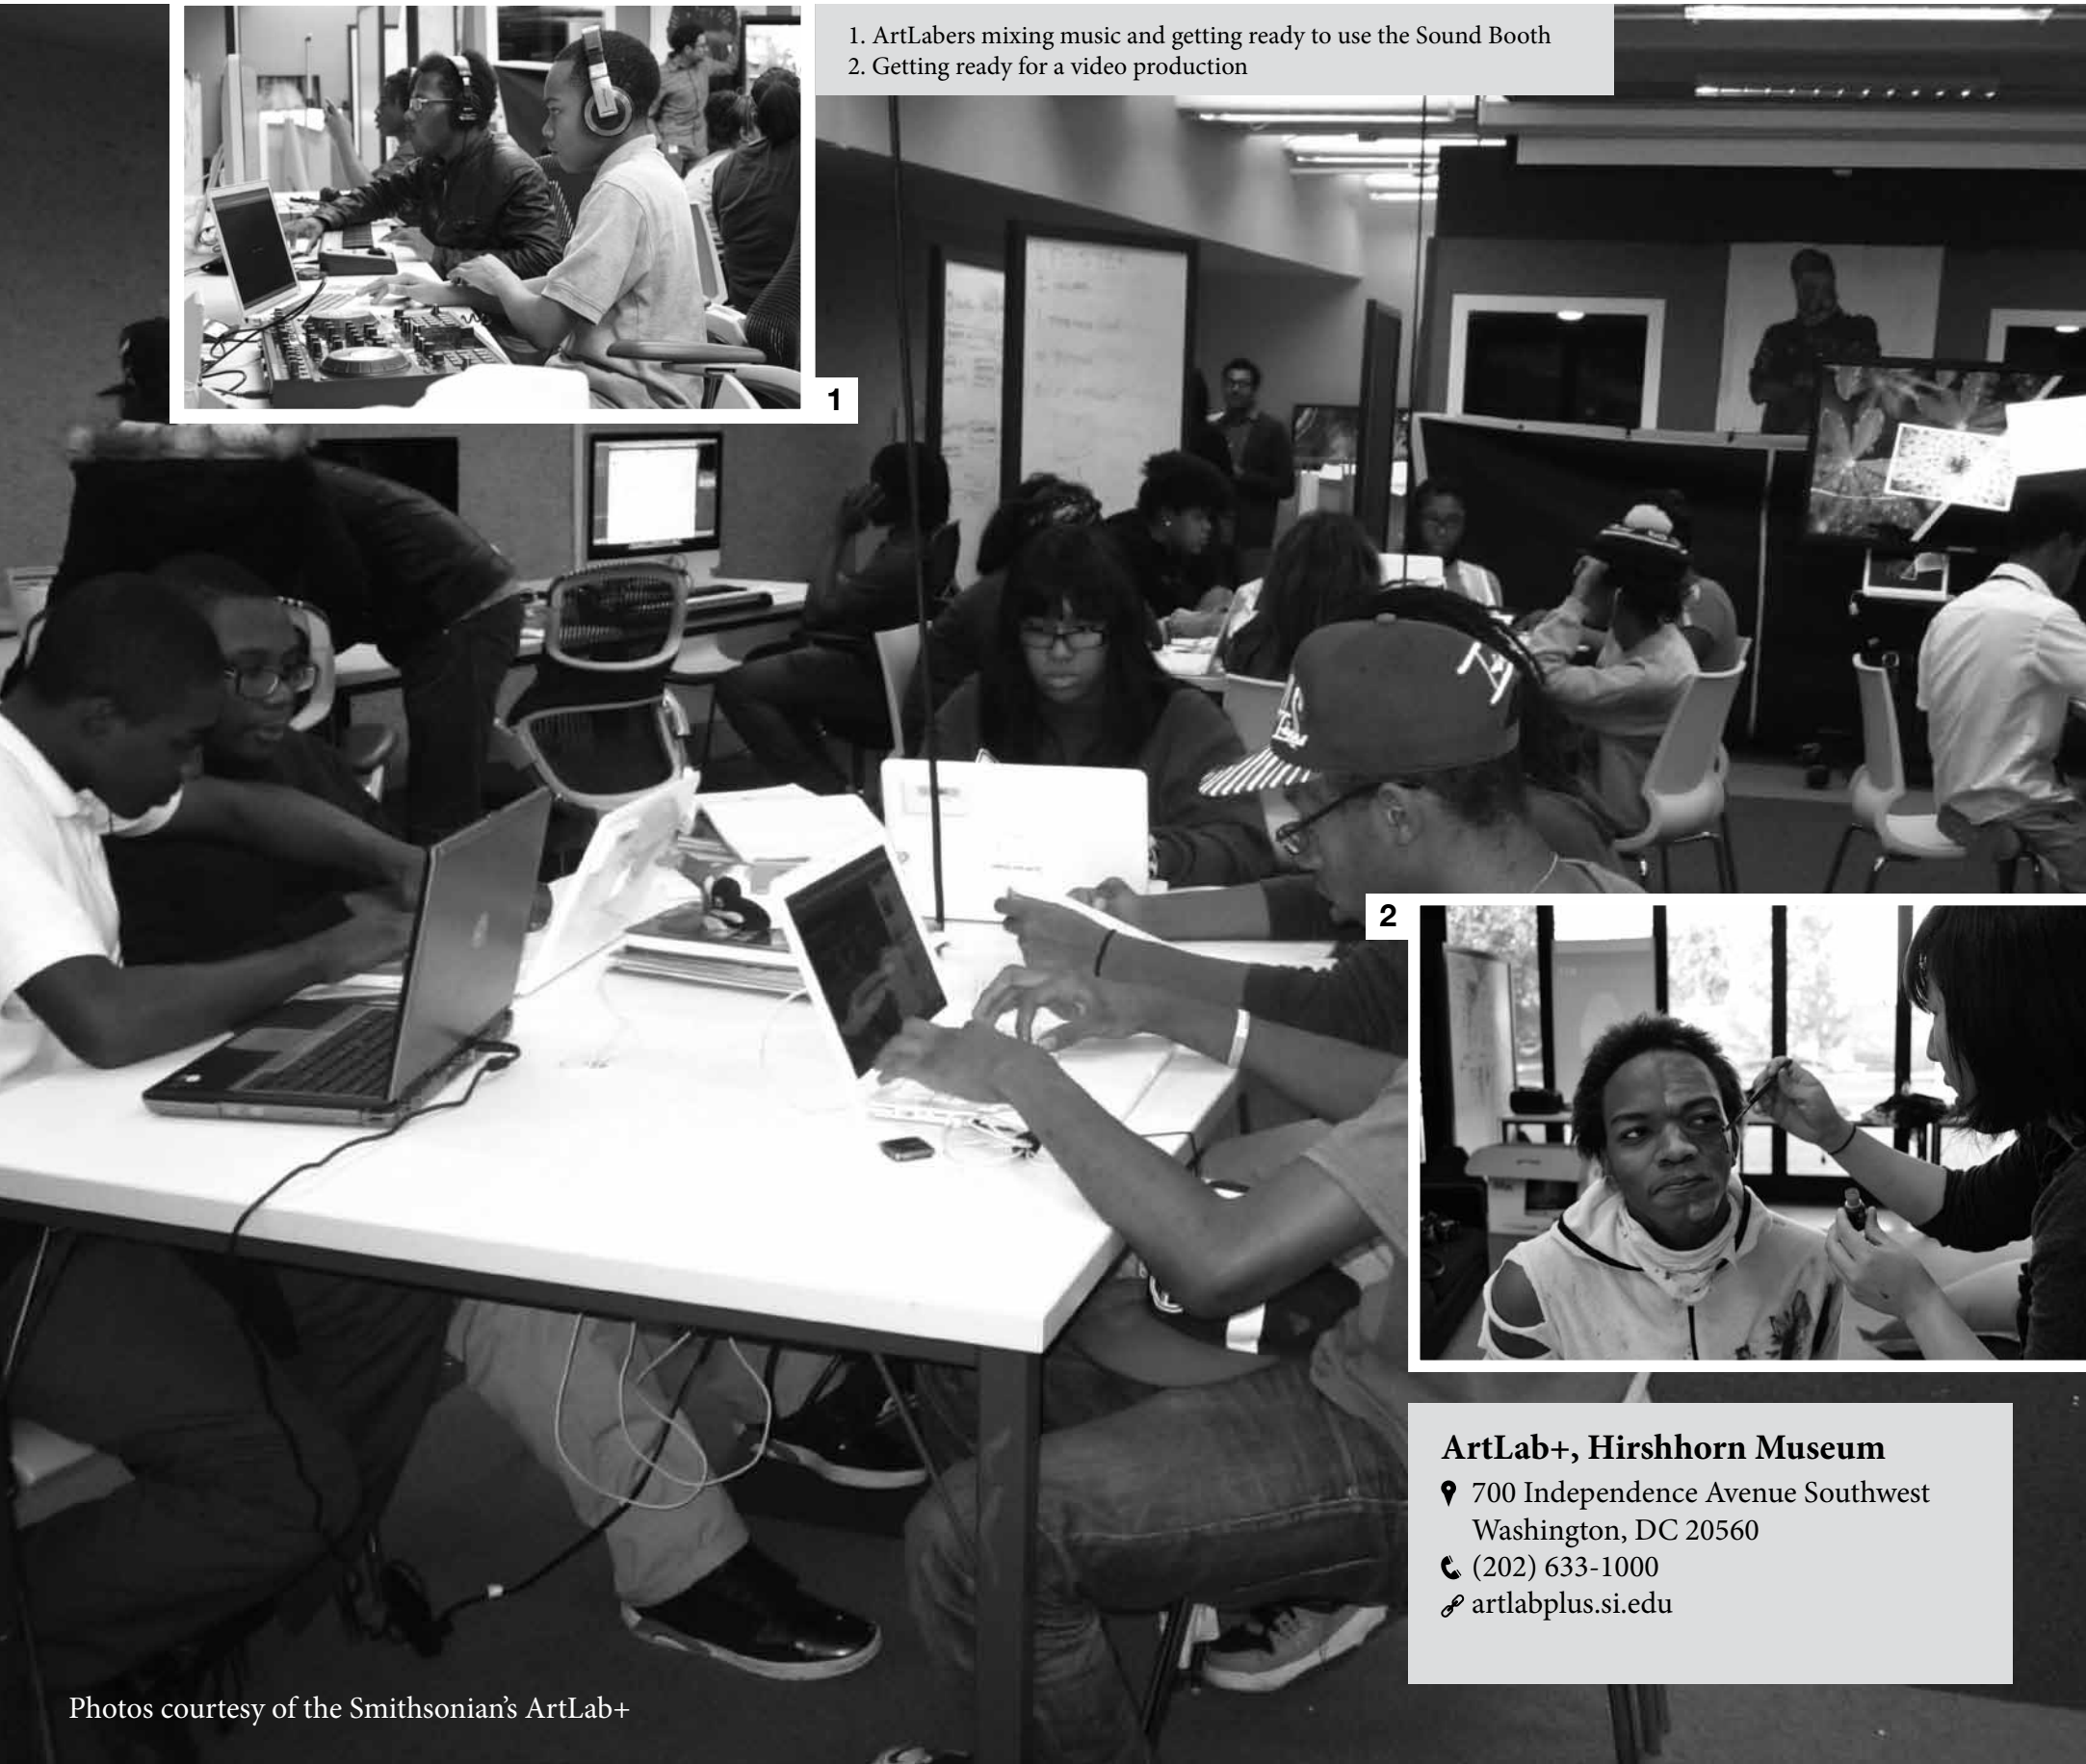 1. ArtLabers mixing music and getting ready to use the Sound Booth
2. Getting ready for a video production
1
2
ArtLab+, Hirshhorn Museum
700 Independence Avenue Southwest
Washington, DC 20560
(202) 633-1000
artlabplus.si.edu
Photos courtesy of the Smithsonian’s ArtLab+